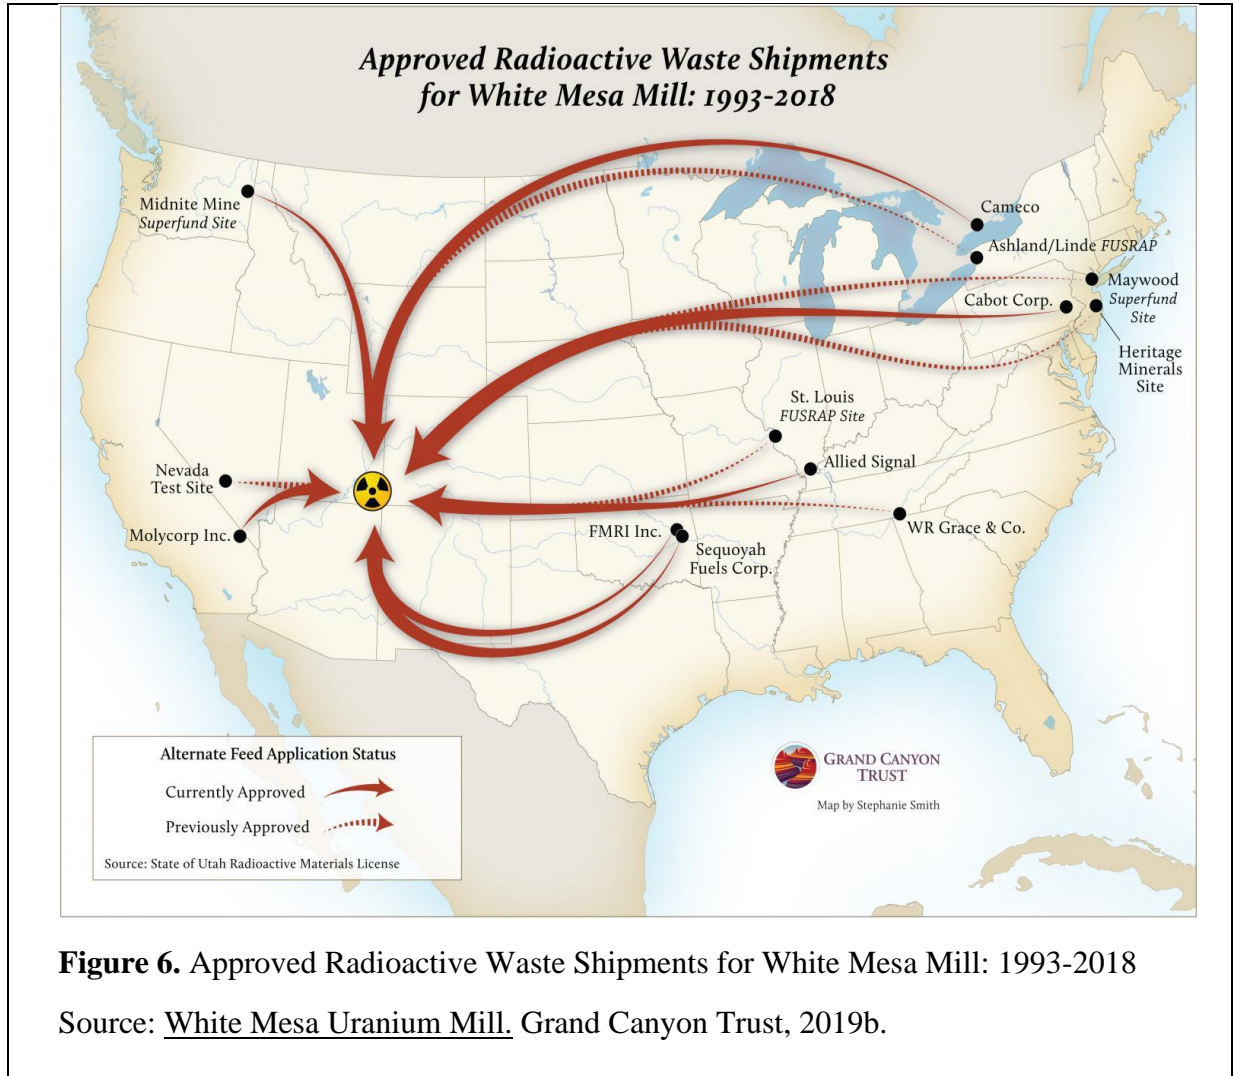 Approved Radioactive Waste Shipments
for White Mesa Mill: 1993-2018
Midnite Mine
Superfund Site
Cameco
Ashland/Linde FUSRAP
Maywood
Superfund
Site
Cabot Corp.
Heritage
Minerals
Site
St. Louis
FUSRAP Site
Allied Signal
Nevada
Test Site
Molycorp Inc.
FMRI Inc.
Sequoyah
Fuels Corp.
WR Grace & Co.
Alternate Feed Application Status
Currently Approved
Previously Approved
Source: State of Utah Radioactive Materials License
GRAND CANYON
TRUST
Map by Stephanie Smith
Figure 6. Approved Radioactive Waste Shipments for White Mesa Mill: 1993-2018
Source: White Mesa Uranium Mill. Grand Canyon Trust, 2019b.